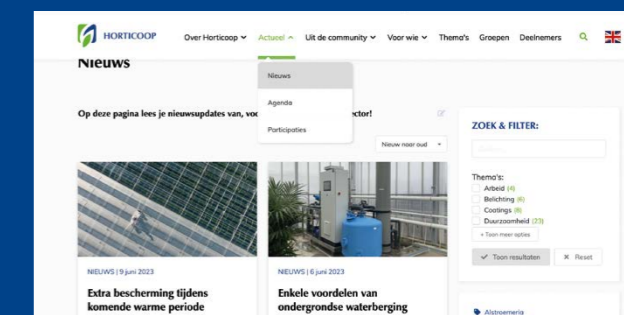 HORTICOOP
Over Horticoop
Actueel
Uit de community
Voor wie
Thema's
Groepen
Deelnemers
Nieuws
Nieuws
Agenda
Participaties
Op deze pagina lees je nieuwsupdates van, voo
ector!
Nieuw naar oud
ZOEK & FILTER:
Thema's:
Arbeid (4)
Belichting (6)
Coatings (8)
Duurzaamheid (23)
+ Toon meer opties
Toon resultaten
Reset
NIEUWS | 9 juni 2023
Extra bescherming tijdens
komende warme periode
NIEUWS | 6 juni 2023
Enkele voordelen van
ondergrondse waterberging
Alstroemeria